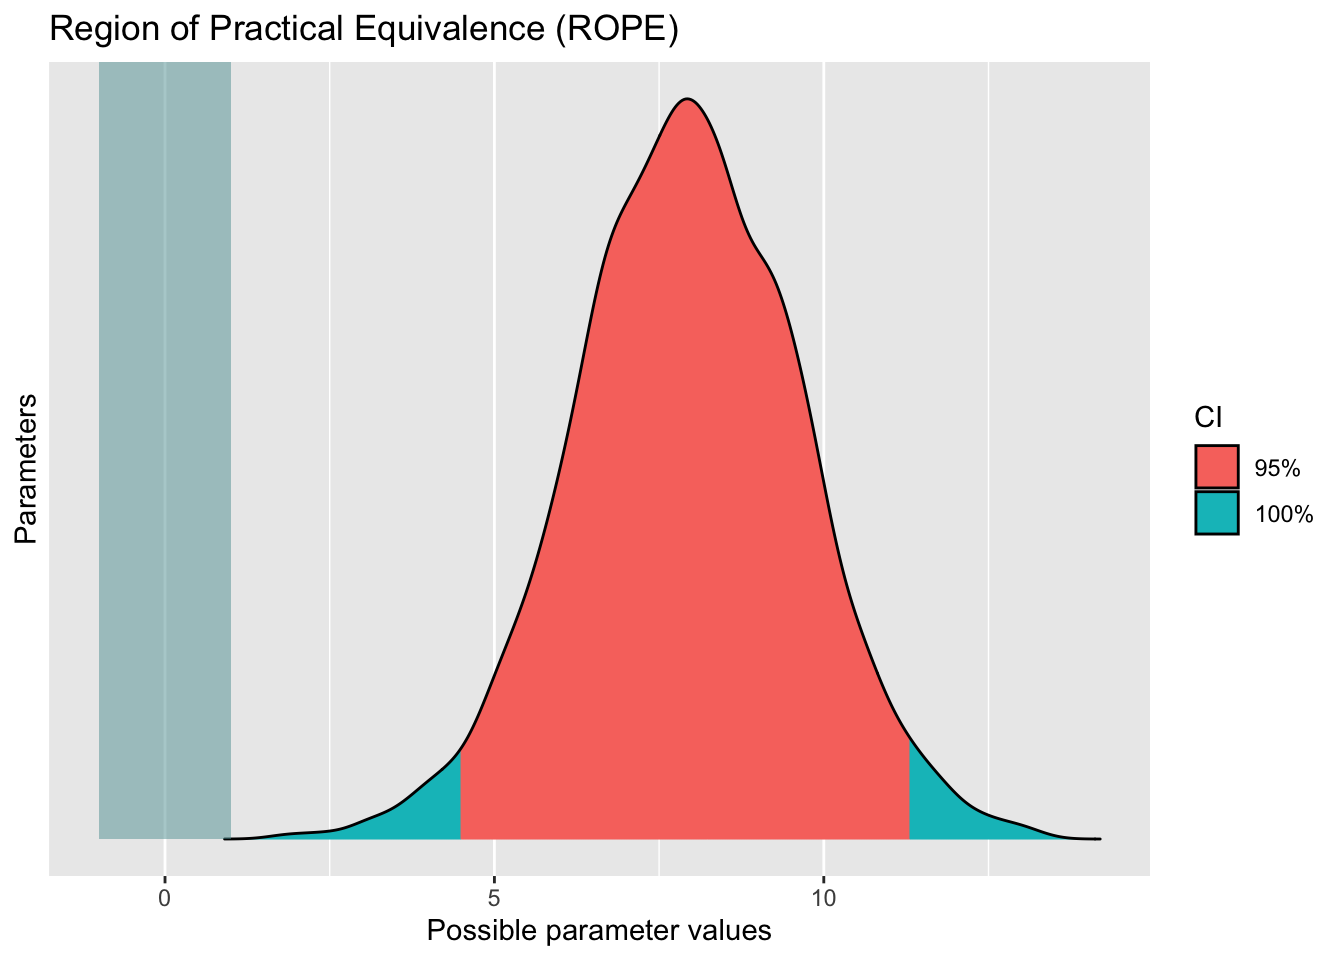 Region of Practical Equivalence (ROPE)
Parameters
CI
95%
100%
0
5
10
Possible parameter values